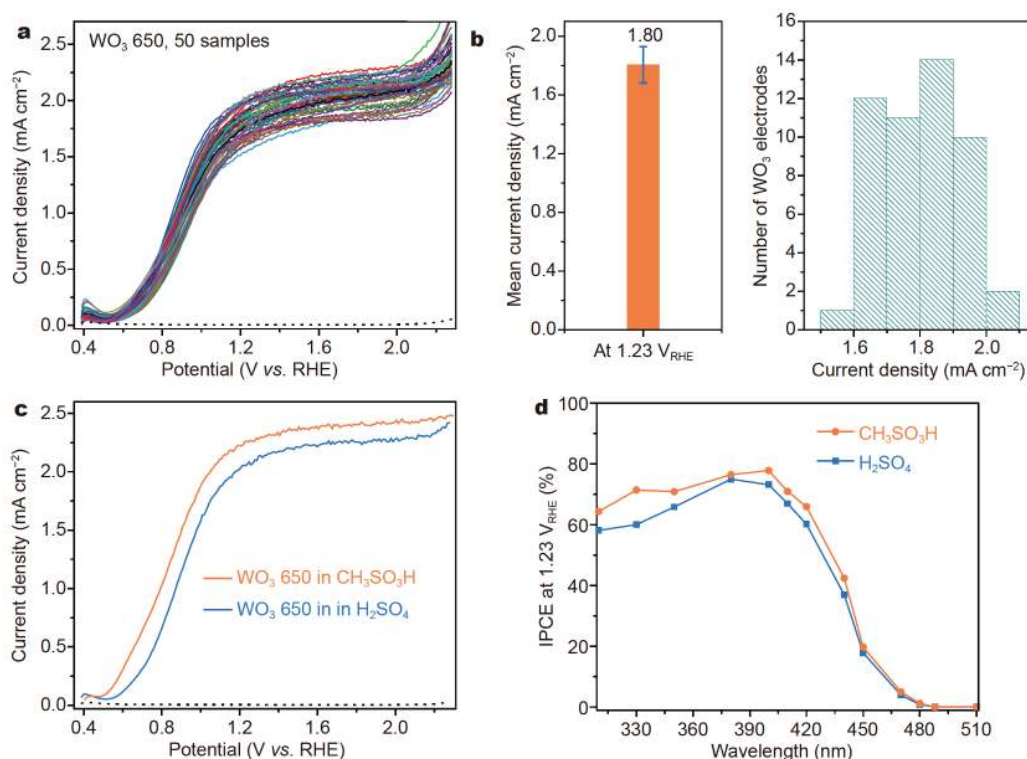 a
WO₃ 650, 50 samples
Current density (mA cm⁻²)
2.5
2.0
1.5
1.0
0.5
0.0
0.4 0.8 1.2 1.6 2.0
Potential (V vs. RHE)
b
Mean current density (mA cm⁻²)
2.0
1.6
1.2
0.8
0.4
0.0
1.80
At 1.23 V_RHE
Number of WO₃ electrodes
16
14
12
10
8
6
4
2
0
1.6 1.8 2.0
Current density (mA cm⁻²)
c
Current density (mA cm⁻²)
2.5
2.0
1.5
1.0
0.5
0.0
WO₃ 650 in CH₃SO₃H
WO₃ 650 in in H₂SO₄
0.4 0.8 1.2 1.6 2.0
Potential (V vs. RHE)
d
IPCE at 1.23 V_RHE (%)
100
80
60
40
20
0
CH₃SO₃H
H₂SO₄
330 360 390 420 450 480 510
Wavelength (nm)